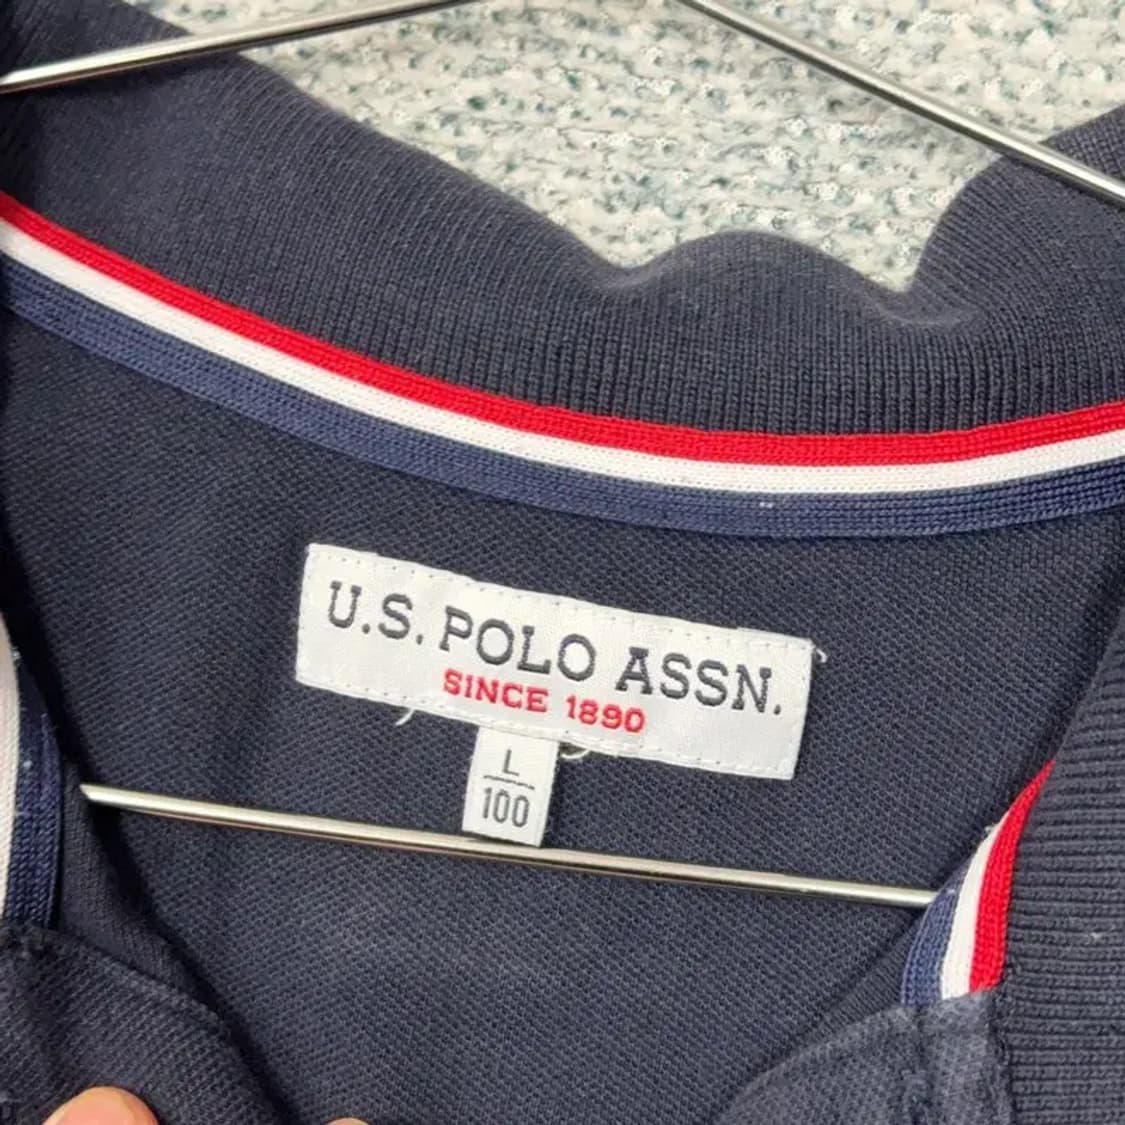 U.S. POLO ASSN.
SINCE 1890
L
100